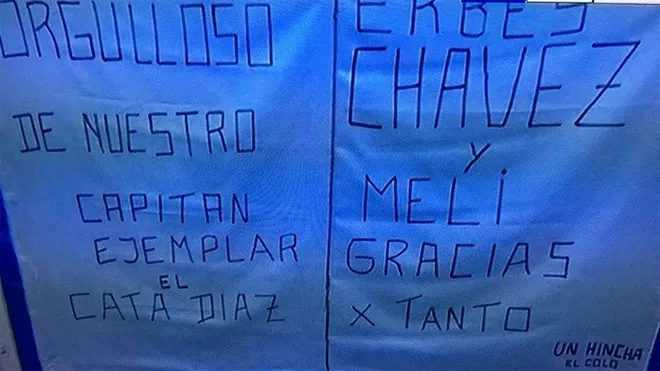 ORGULLOSO
DE NUESTRO
CAPITAN
EJEMPLAR
EL
CATA DIAZ
ERBES
CHAVEZ
y
MELi
GRACIAS
X TANTO
UN HINCHA
EL COLO